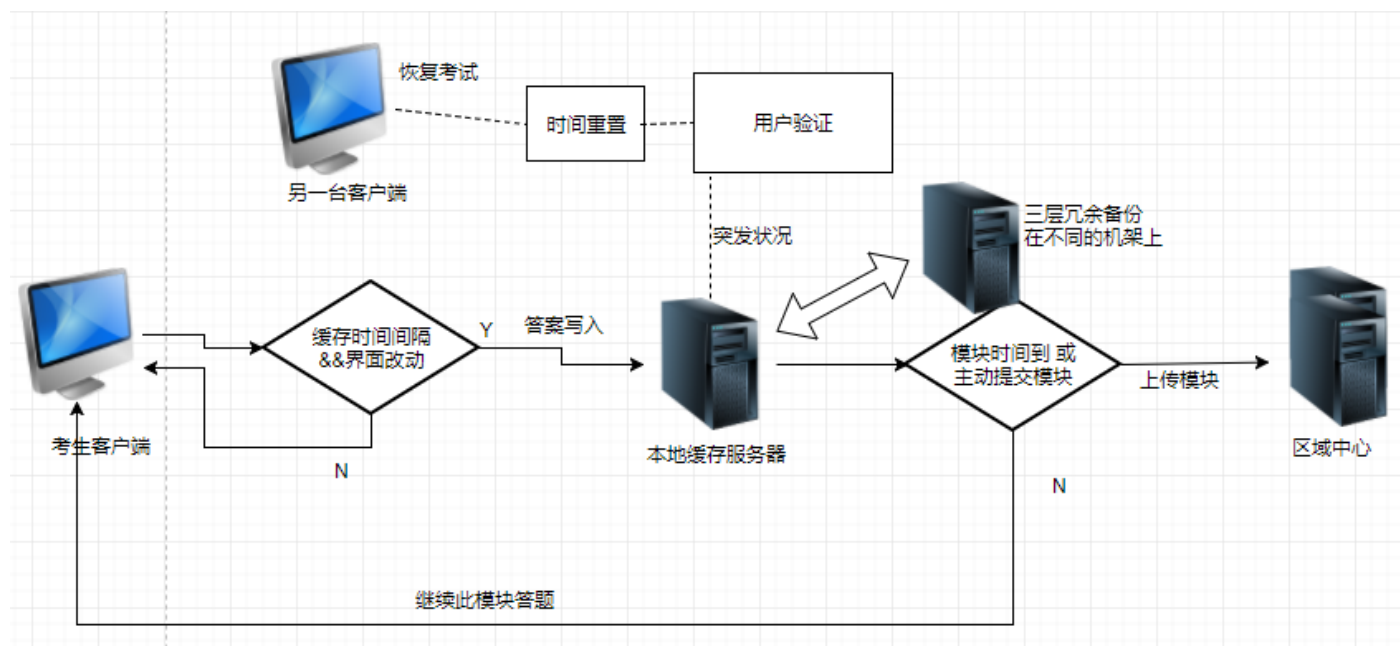 恢复考试
时间重置
用户验证
另一台客户端
突发状况
三层冗余备份
在不同的机架上
缓存时间间隔
&&界面改动
Y
答案写入
模块时间到 或
主动提交模块
上传模块
考生客户端
N
本地缓存服务器
区域中心
N
继续此模块答题